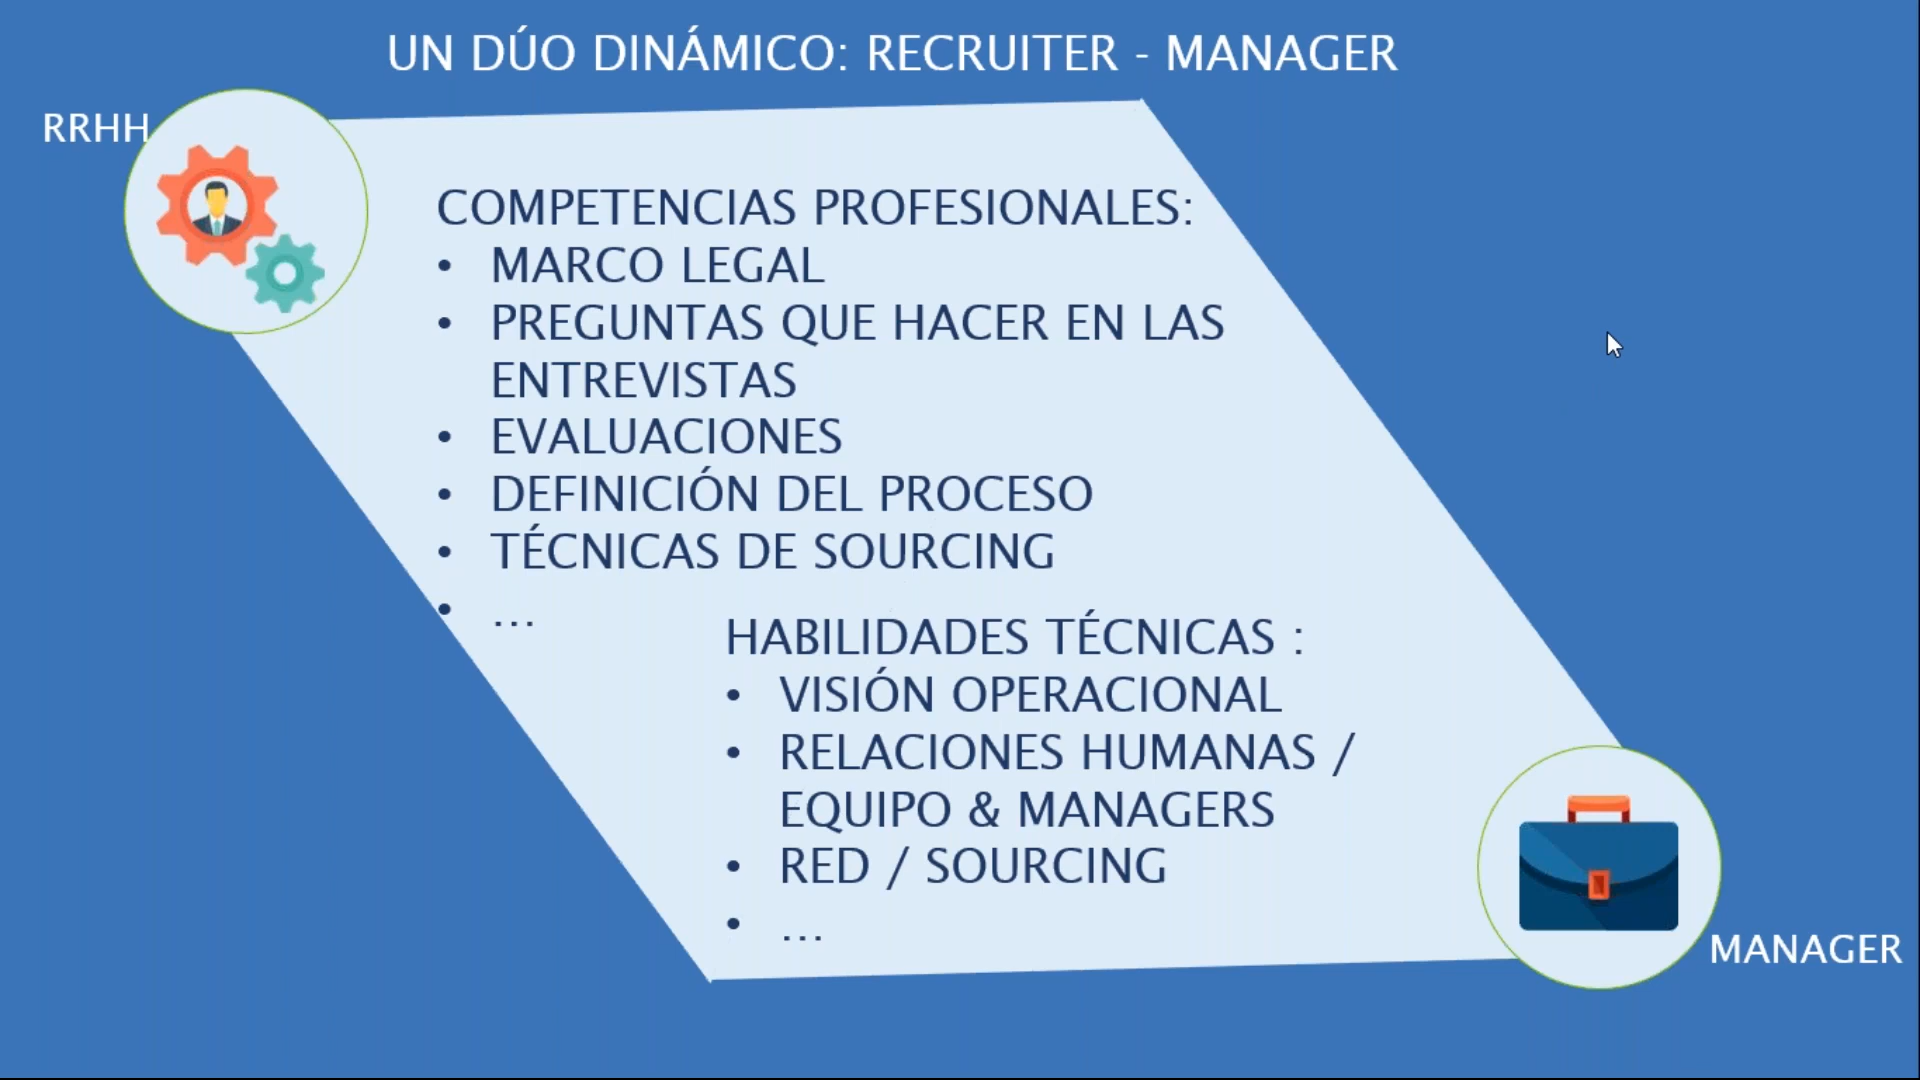 UN DÚO DINÁMICO: RECRUITER - MANAGER
RRHH
COMPETENCIAS PROFESIONALES:
• MARCO LEGAL
• PREGUNTAS QUE HACER EN LAS
ENTREVISTAS
• EVALUACIONES
• DEFINICIÓN DEL PROCESO
• TÉCNICAS DE SOURCING
• ...
HABILIDADES TÉCNICAS :
• VISIÓN OPERACIONAL
• RELACIONES HUMANAS /
EQUIPO & MANAGERS
• RED / SOURCING
• ...
MANAGER